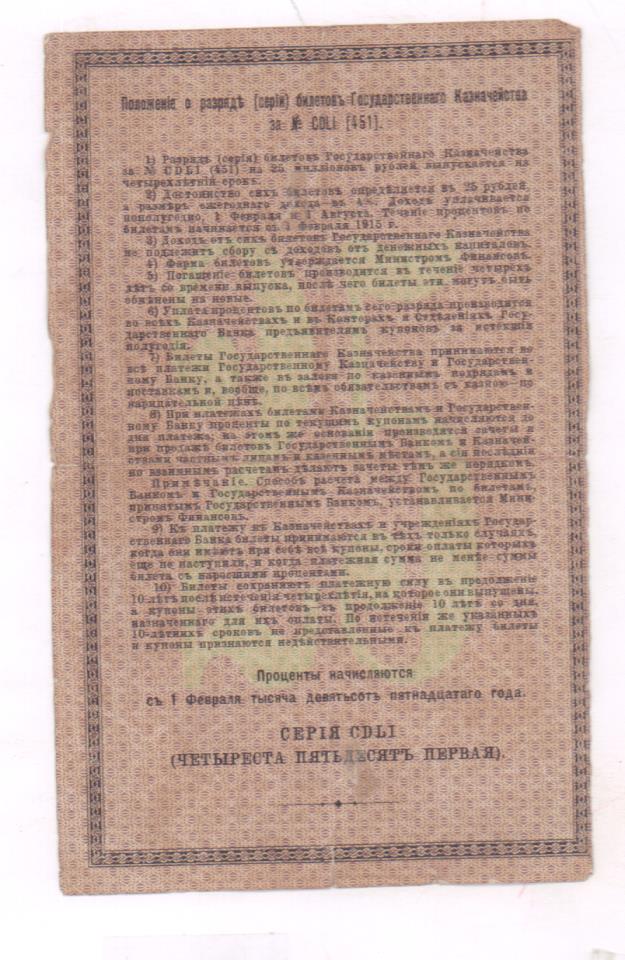 Положеніе о разрядѣ (серіи) билетовъ Государственнаго Казначейства
за № CDLI (451).
1) Разрядъ (серія) билетовъ Государственнаго Казначейства
за № CDLI (451) на 25 милліоновъ рублей выпускается на
четырехлѣтній срокъ.
2) Достоинство сихъ билетовъ опредѣляется въ 25 рублей,
а размѣръ ежегоднаго дохода въ 4%. Доходъ уплачивается
пополугодно, 1 Февраля и 1 Августа. Теченіе процентовъ по
билетамъ начинается съ 1 Февраля 1915 г.
3) Доходъ отъ сихъ билетовъ Государственнаго Казначейства
не подлежитъ сбору съ доходовъ отъ денежныхъ капиталовъ.
4) Форма билетовъ утверждается Министромъ Финансовъ.
5) Погашеніе билетовъ производится въ теченіе четырехъ
лѣтъ со времени выпуска, послѣ чего билеты эти могутъ быть
обмѣнены на новые.
6) Уплата процентовъ по билетамъ сего разряда производится
во всѣхъ Казначействахъ и въ Конторахъ и Отдѣленіяхъ Госу-
дарственнаго Банка предъявителямъ купоновъ за истекшія
полугодія.
7) Билеты Государственнаго Казначейства принимаются во
всѣ платежи Государственному Казначейству и Государствен-
ному Банку, а также въ залоги по казеннымъ подрядамъ и
поставкамъ и, вообще, по всѣмъ обязательствамъ съ казною—по
нарицательной цѣнѣ.
8) При платежахъ билетами Казначействамъ и Государствен-
ному Банку проценты по текущимъ купонамъ начисляются до
дня платежа; на этомъ же основаніи производятся зачеты и
при продажѣ билетовъ Государственнымъ Банкомъ и Казначей-
ствами частнымъ лицамъ и казеннымъ мѣстамъ, а сіи послѣднія
по взаимнымъ расчетамъ дѣлаютъ зачеты тѣмъ же порядкомъ.
Примѣчаніе. Способъ расчета между Государственнымъ
Банкомъ и Государственнымъ Казначействомъ по билетамъ,
принятымъ Государственнымъ Банкомъ, устанавливается Мини-
стромъ Финансовъ.
9) Къ платежу въ Казначействахъ и учрежденіяхъ Государ-
ственнаго Банка билеты принимаются въ тѣхъ только случаяхъ,
когда они имѣютъ при себѣ всѣ купоны, сроки оплаты которыхъ
еще не наступили, и когда платежная сумма не менѣе суммы
билета съ наросшими процентами.
10) Билеты сохраняютъ платежную силу въ продолженіе
10-лѣтъ послѣ истеченія четырехлѣтія, на которое они выпущены,
а купоны этихъ билетовъ—въ продолженіе 10 лѣтъ со дня,
назначеннаго для ихъ оплаты. По истеченіи же указанныхъ
10-лѣтнихъ сроковъ не представленные къ платежу билеты
и купоны признаются недѣйствительными.
Проценты начисляются
съ 1 Февраля тысяча девятьсотъ пятнадцатаго года.
СЕРІЯ CDLI
(ЧЕТЫРЕСТА ПЯТЬДЕСЯТЪ ПЕРВАЯ).